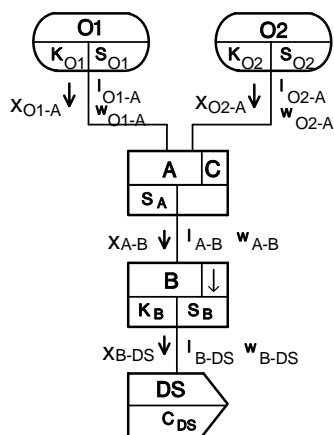 O1 O2
K_O1 S_O1 K_O2 S_O2
X_O1-A ↓ l_O1-A X_O2-A ↓ l_O2-A
w_O1-A w_O2-A
A C
S_A
X_A-B ↓ l_A-B w_A-B
B ↓
K_B S_B
X_B-DS ↓ l_B-DS w_B-DS
DS
C_DS